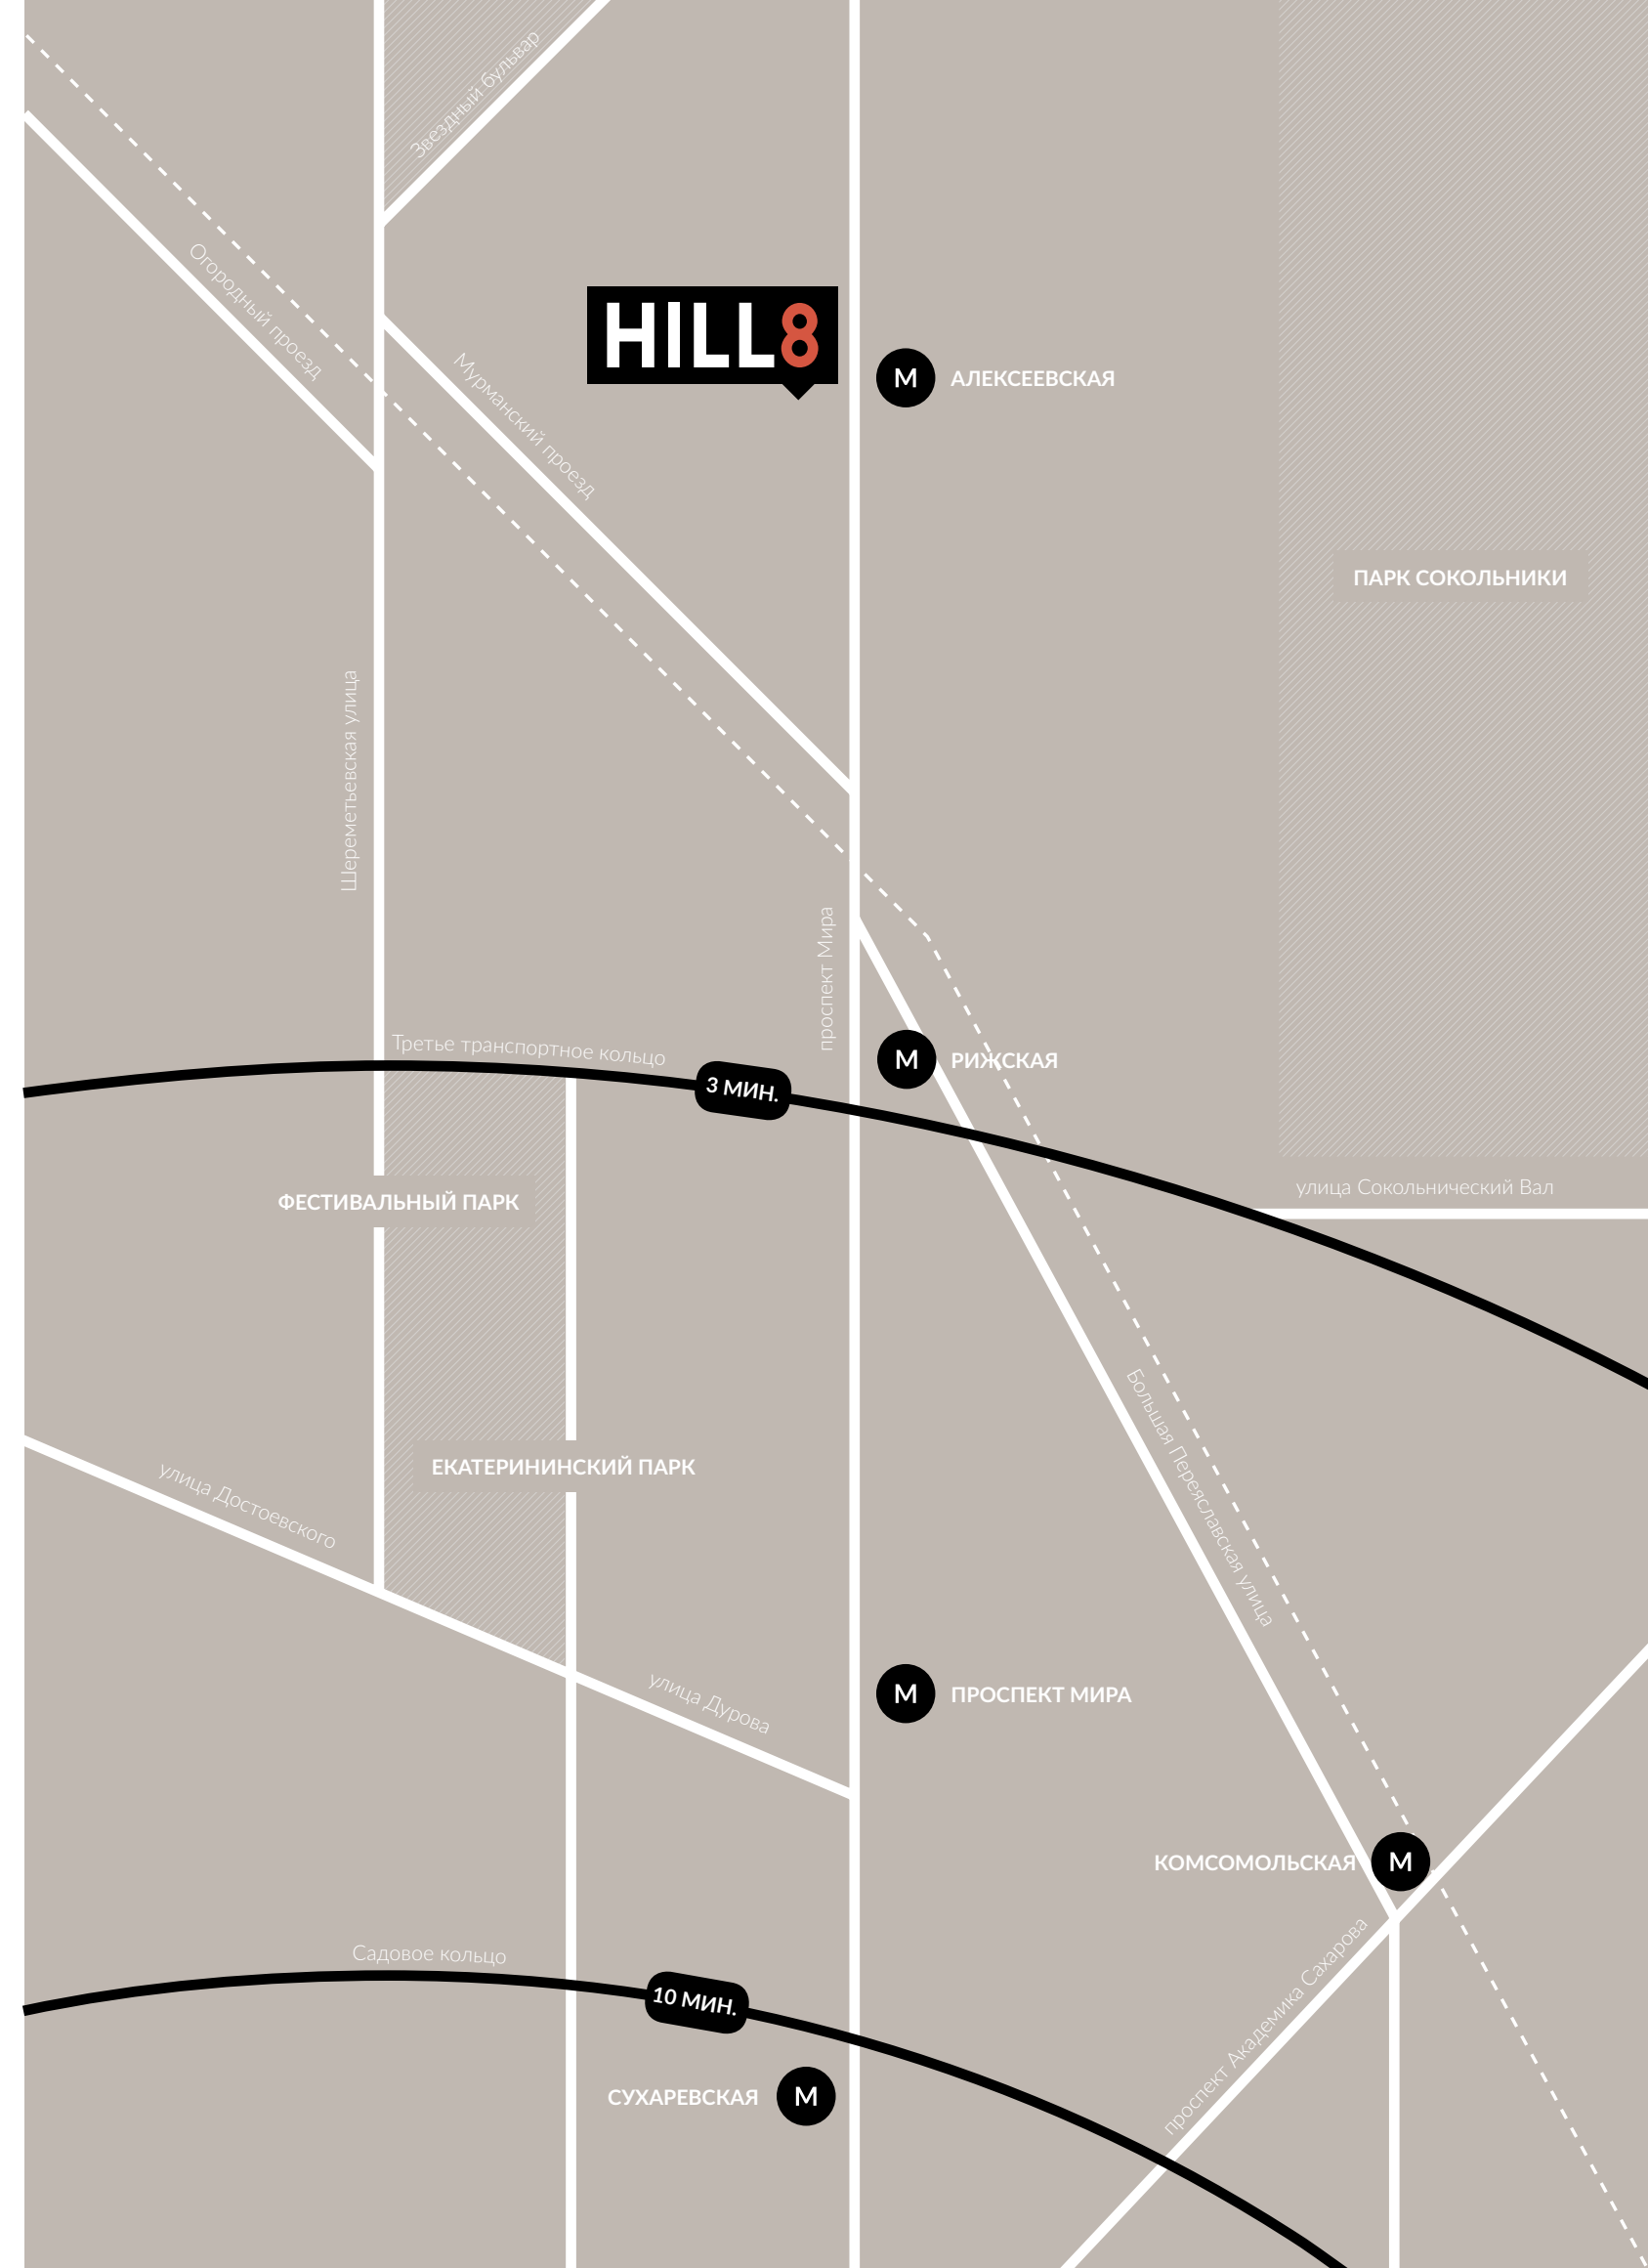 Звездный бульвар
Огородный проезд
Мурманский проезд
HILL8
М АЛЕКСЕЕВСКАЯ
ПАРК СОКОЛЬНИКИ
Шереметьевская улица
проспект Мира
Третье транспортное кольцо
3 МИН.
М РИЖСКАЯ
улица Сокольнический Вал
ФЕСТИВАЛЬНЫЙ ПАРК
Большая Переяславская улица
ЕКАТЕРИНИНСКИЙ ПАРК
улица Достоевского
улица Дурова
М ПРОСПЕКТ МИРА
КОМСОМОЛЬСКАЯ М
проспект Академика Сахарова
Садовое кольцо
10 МИН.
СУХАРЕВСКАЯ М